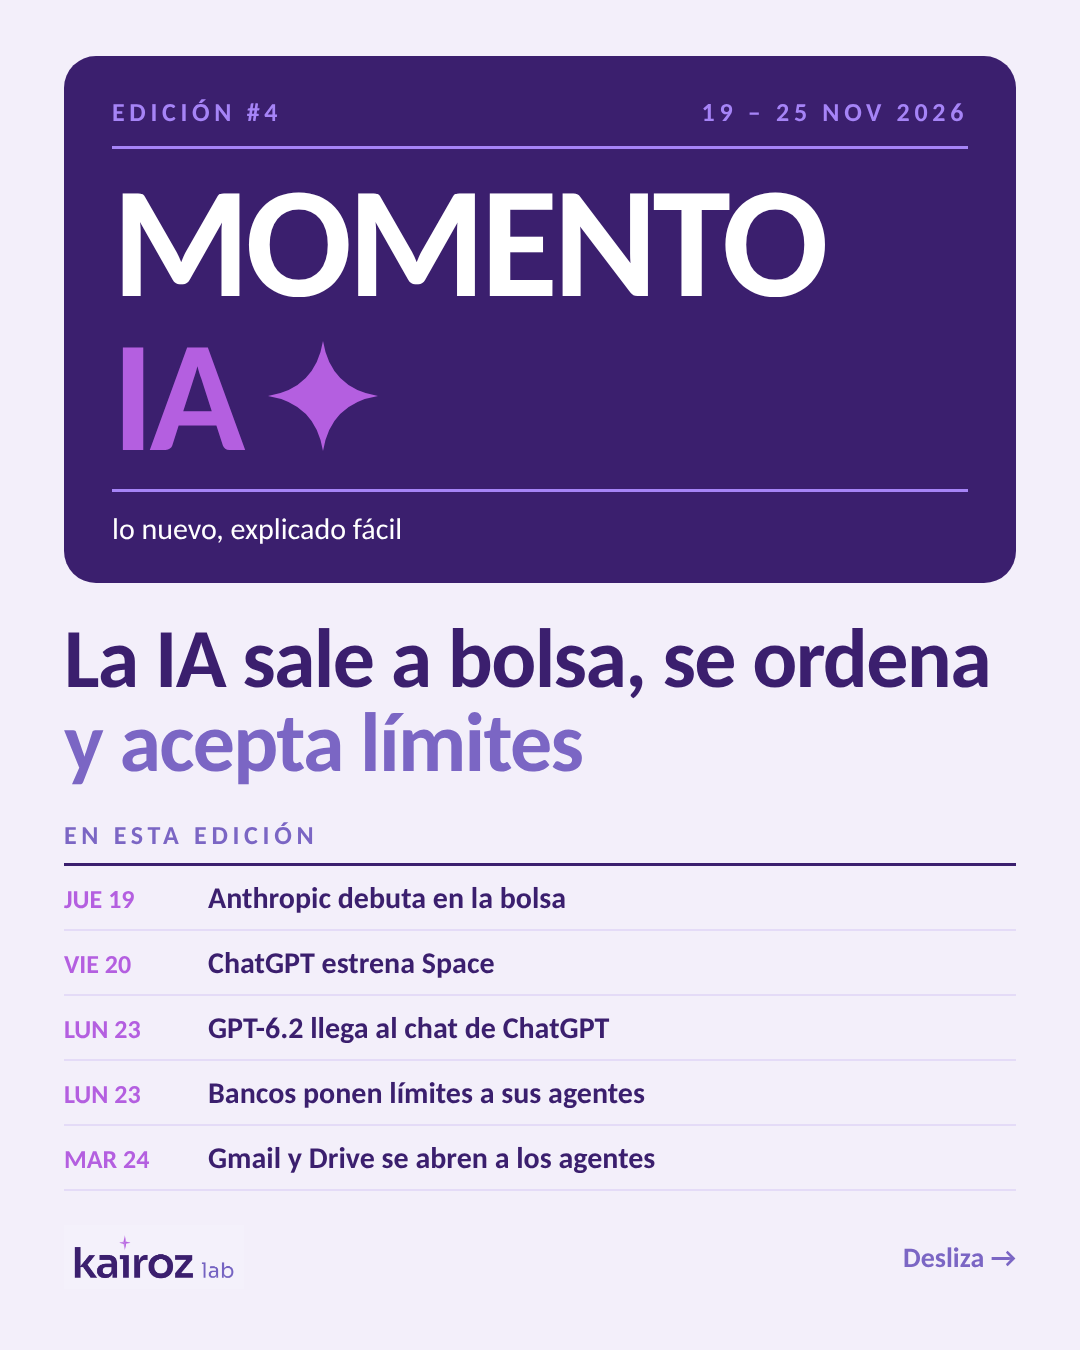 EDICIÓN #4
19 – 25 NOV 2026
MOMENTO
IA
lo nuevo, explicado fácil
La IA sale a bolsa, se ordena
y acepta límites
EN ESTA EDICIÓN
JUE 19 Anthropic debuta en la bolsa
VIE 20 ChatGPT estrena Space
LUN 23 GPT-6.2 llega al chat de ChatGPT
LUN 23 Bancos ponen límites a sus agentes
MAR 24 Gmail y Drive se abren a los agentes
kairoz lab
Desliza →